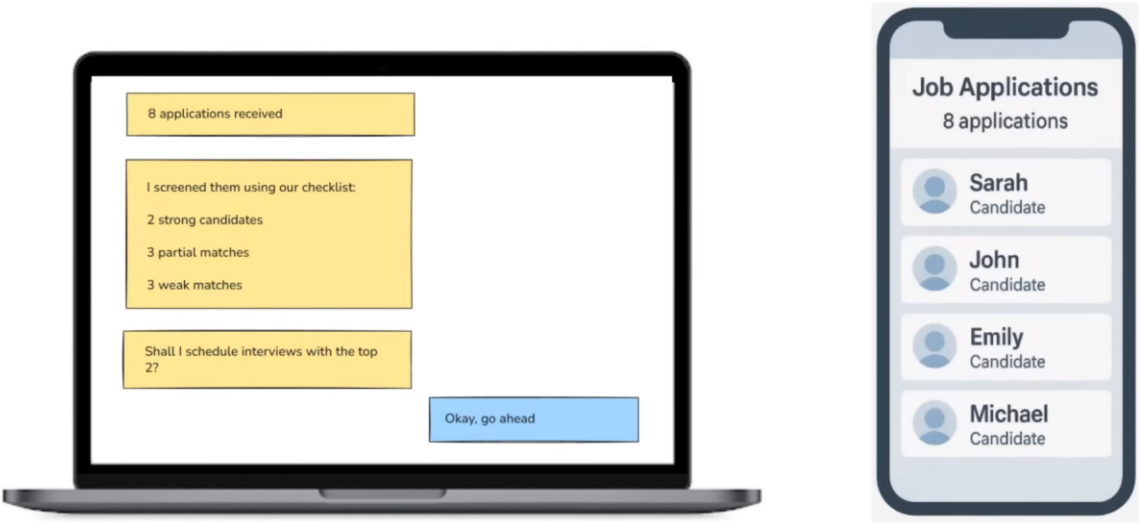 8 applications received
I screened them using our checklist:
2 strong candidates
3 partial matches
3 weak matches
Shall I schedule interviews with the top
2?
Okay, go ahead
Job Applications
8 applications
Sarah
Candidate
John
Candidate
Emily
Candidate
Michael
Candidate